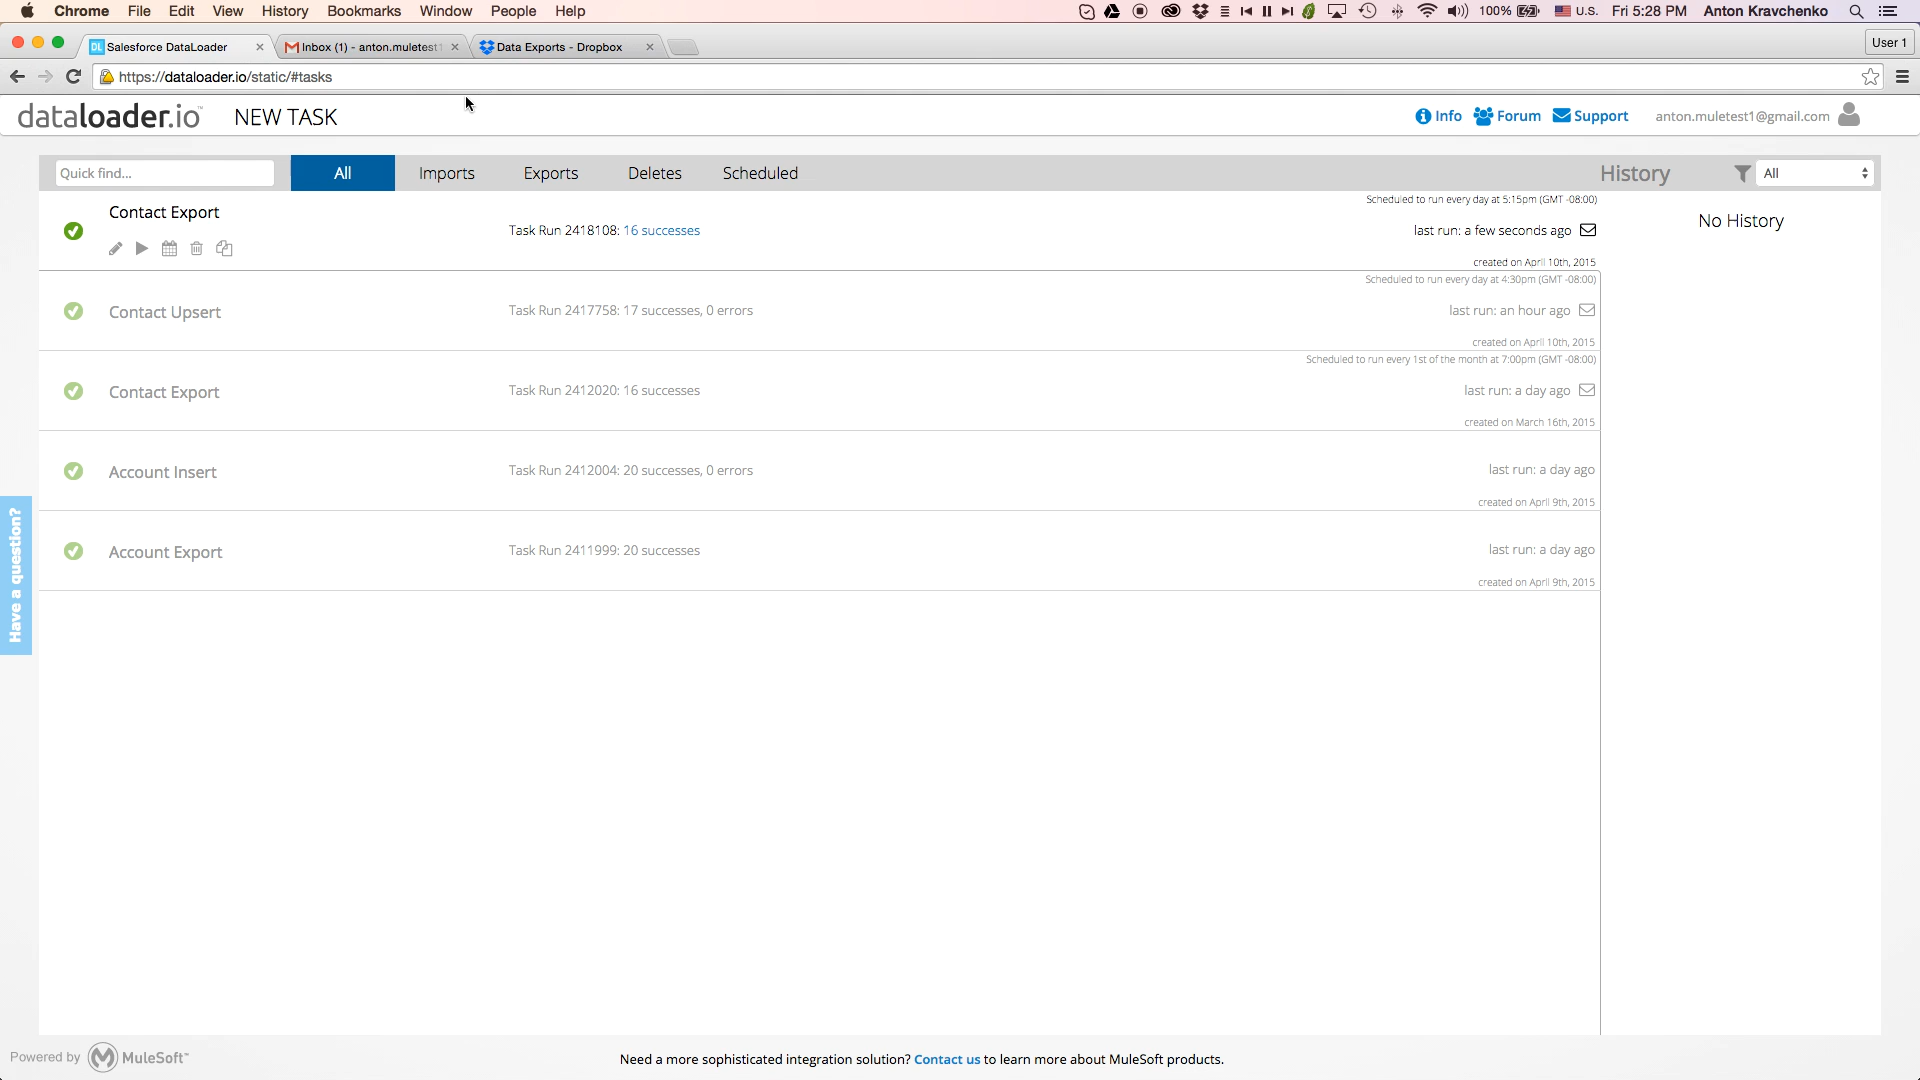 Chrome File Edit View History Bookmarks Window People Help 100% U.S. Fri 5:28 PM Anton Kravchenko
DL Salesforce DataLoader Inbox (1) - anton.muletest1 Data Exports - Dropbox User 1
https://dataloader.io/static/#tasks
dataloader.io™ NEW TASK Info Forum Support anton.muletest1@gmail.com
Quick find... All Imports Exports Deletes Scheduled History All
Scheduled to run every day at 5:15pm (GMT -08:00)
Contact Export
No History
Task Run 2418108: 16 successes last run: a few seconds ago
created on April 10th, 2015
Scheduled to run every day at 4:30pm (GMT -08:00)
Contact Upsert Task Run 2417758: 17 successes, 0 errors last run: an hour ago
created on April 10th, 2015
Scheduled to run every 1st of the month at 7:00pm (GMT -08:00)
Contact Export Task Run 2412020: 16 successes last run: a day ago
created on March 16th, 2015
Account Insert Task Run 2412004: 20 successes, 0 errors last run: a day ago
created on April 9th, 2015
Account Export Task Run 2411999: 20 successes last run: a day ago
created on April 9th, 2015
Have a question?
Powered by MuleSoft™
Need a more sophisticated integration solution? Contact us to learn more about MuleSoft products.